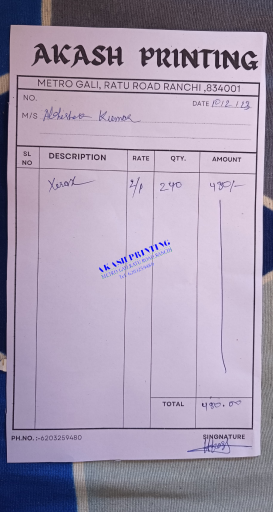 AKASH PRINTING
METRO GALI, RATU ROAD RANCHI ,834001
NO.
DATE 10/12/23
M/S Abhishek Kumar
SL NO DESCRIPTION RATE QTY. AMOUNT
Xerox 2/p 240 480/-
AKASH PRINTING
METRO GALI RATU ROAD RANCHI
TOTAL 480.00
PH.NO. :-6203259480
SINGNATURE